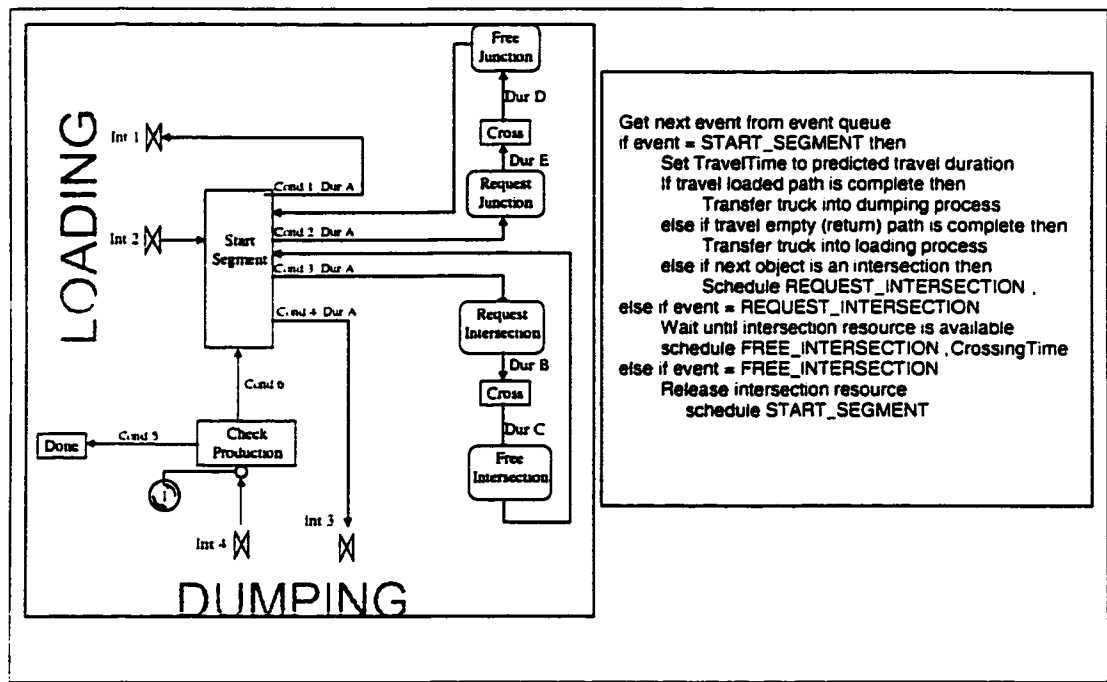 Free
Junction
Dur D
Cross
Dur E
Request
Junction
LOADING
Int 1
Cond 1 Dur A
Int 2
Start
Segment
Cond 2 Dur A
Cond 3 Dur A
Cond 4 Dur A
Request
Intersection
Dur B
Cross
Dur C
Free
Intersection
Cond 6
Check
Production
Cond 5
Done
1
Int 4
Int 3
DUMPING
Get next event from event queue
if event = START_SEGMENT then
Set TravelTime to predicted travel duration
If travel loaded path is complete then
Transfer truck into dumping process
else if travel empty (return) path is complete then
Transfer truck into loading process
else if next object is an intersection then
Schedule REQUEST_INTERSECTION ,
else if event = REQUEST_INTERSECTION
Wait until intersection resource is available
schedule FREE_INTERSECTION ,CrossingTime
else if event = FREE_INTERSECTION
Release intersection resource
schedule START_SEGMENT